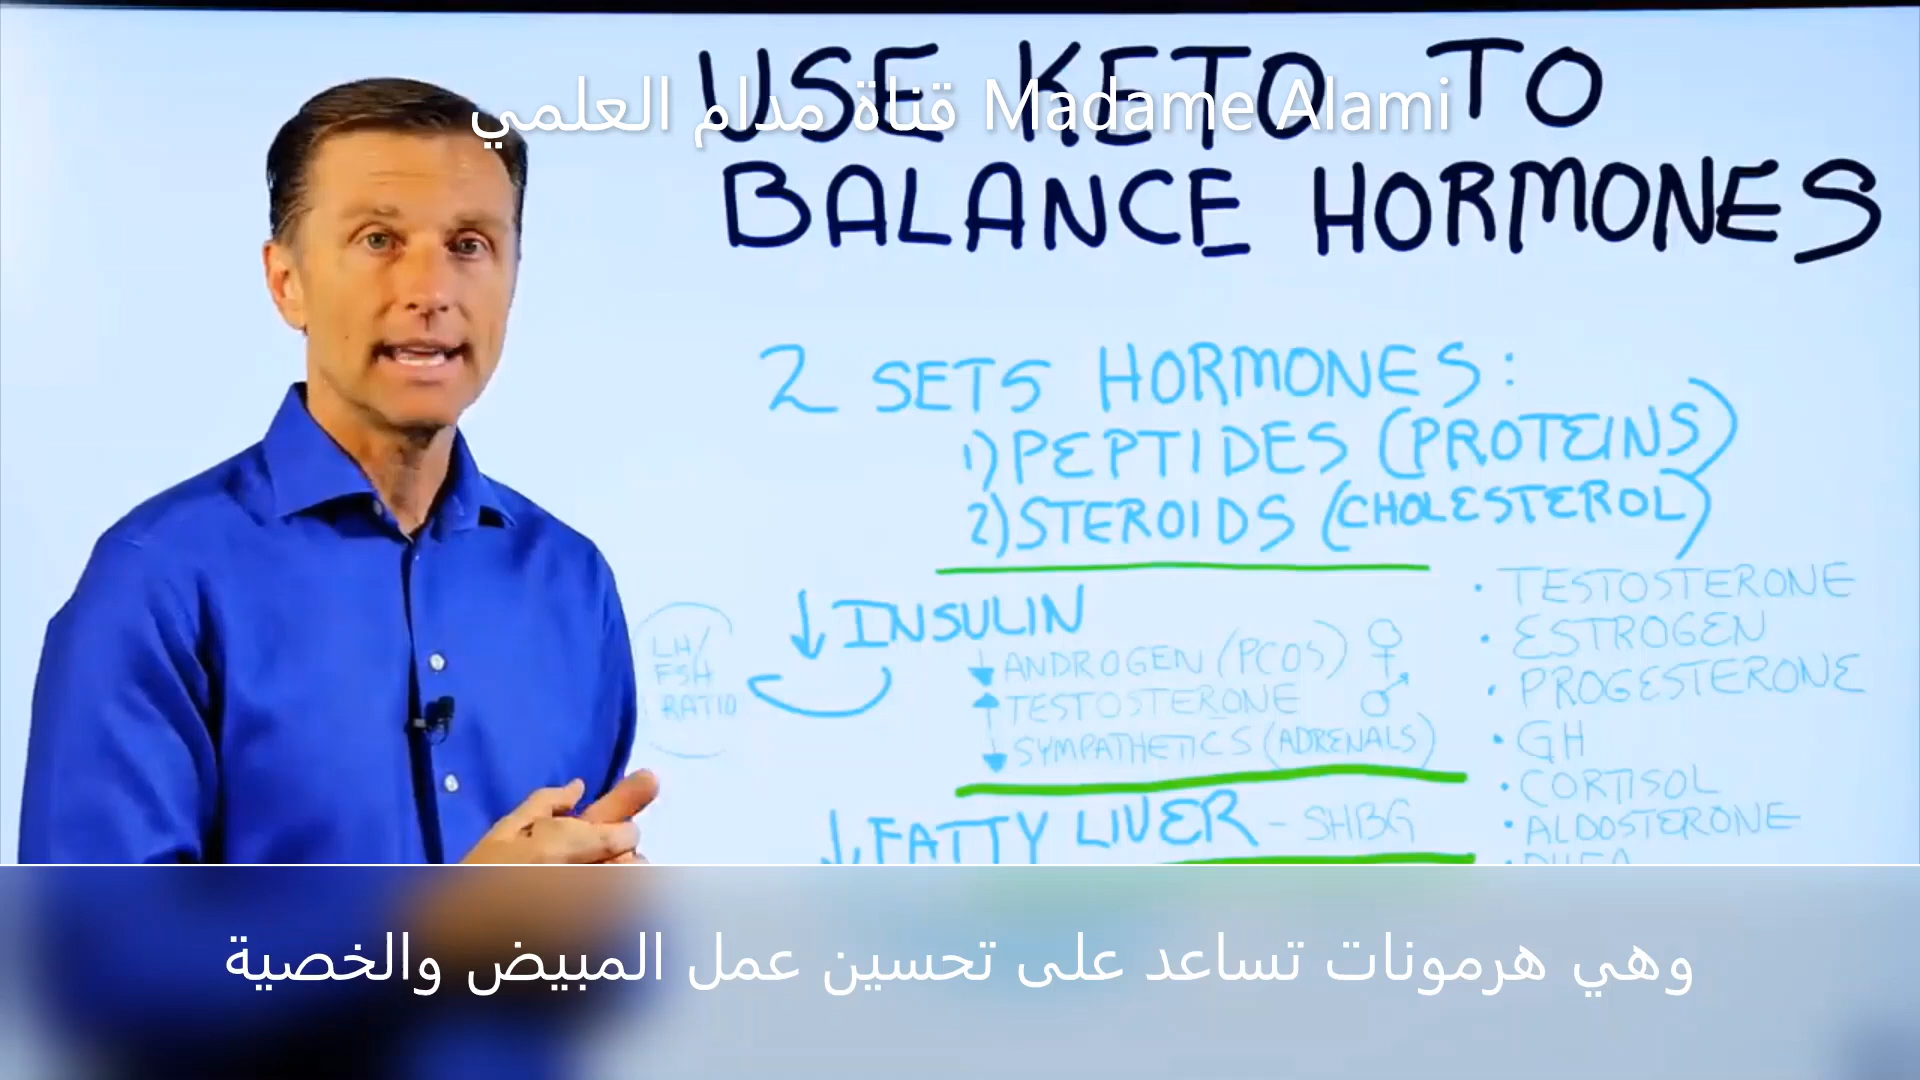 USE KETO TO
قناة مدام العلمي Madame Alami
BALANCE HORMONES
2 SETS HORMONES:
1) PEPTIDES (PROTEINS)
2) STEROIDS (CHOLESTEROL)
↓ INSULIN
LH/
FSH
RATIO
↓ ANDROGEN (PCOS) ♀
↑ TESTOSTERONE ♂
↓ SYMPATHETICS (ADRENALS)
↓ FATTY LIVER - SHBG
• TESTOSTERONE
• ESTROGEN
• PROGESTERONE
• GH
• CORTISOL
• ALDOSTERONE
وهي هرمونات تساعد على تحسين عمل المبيض والخصية